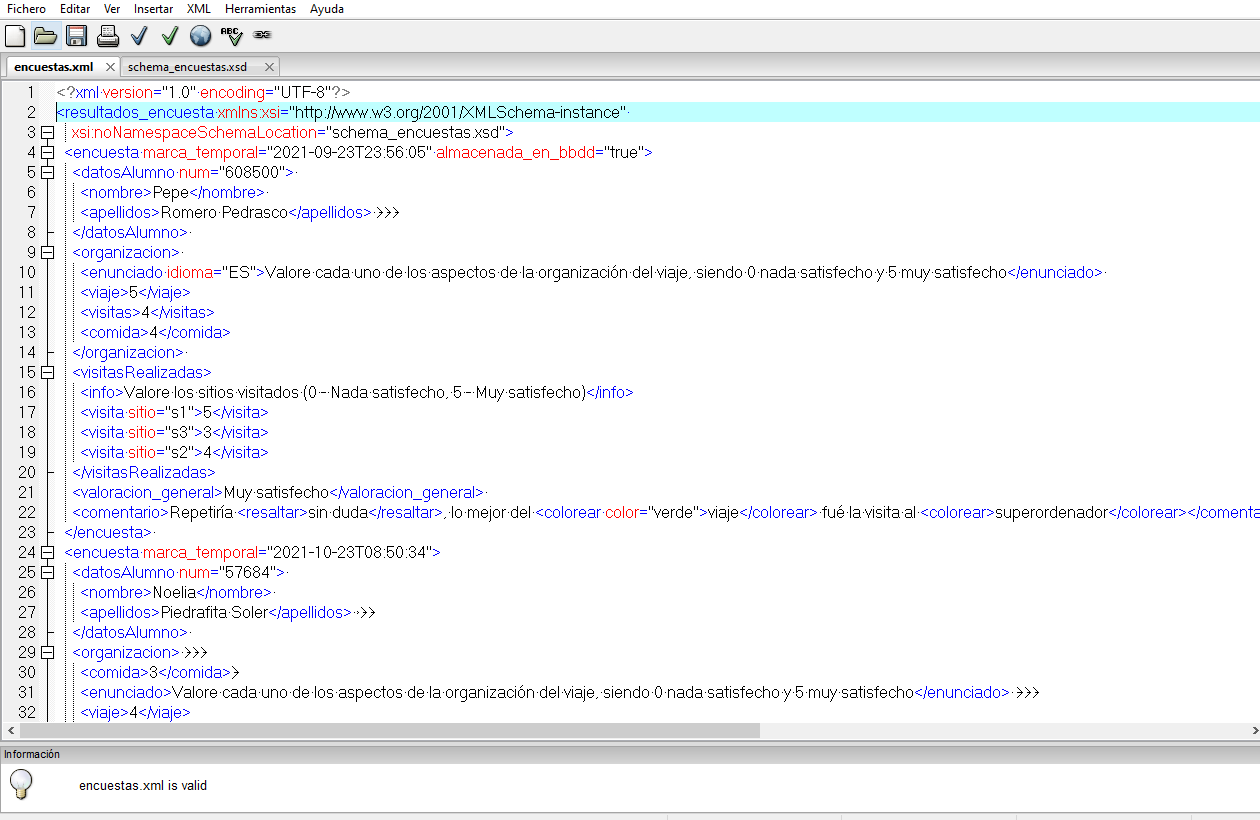 Fichero Editar Ver Insertar XML Herramientas Ayuda
ABC
encuestas.xml schema_encuestas.xsd
1 <?xml version="1.0" encoding="UTF-8"?>
2 <resultados_encuesta xmlns:xsi="http://www.w3.org/2001/XMLSchema-instance"
3 xsi:noNamespaceSchemaLocation="schema_encuestas.xsd">
4 <encuesta marca_temporal="2021-09-23T23:56:05" almacenada_en_bbdd="true">
5 <datosAlumno num="608500">
6 <nombre>Pepe</nombre>
7 <apellidos>Romero Pedrasco</apellidos>
8 </datosAlumno>
9 <organizacion>
10 <enunciado idioma="ES">Valore cada uno de los aspectos de la organización del viaje, siendo 0 nada satisfecho y 5 muy satisfecho</enunciado>
11 <viaje>5</viaje>
12 <visitas>4</visitas>
13 <comida>4</comida>
14 </organizacion>
15 <visitasRealizadas>
16 <info>Valore los sitios visitados (0 - Nada satisfecho, 5 - Muy satisfecho)</info>
17 <visita sitio="s1">5</visita>
18 <visita sitio="s3">3</visita>
19 <visita sitio="s2">4</visita>
20 </visitasRealizadas>
21 <valoracion_general>Muy satisfecho</valoracion_general>
22 <comentario>Repetiría <resaltar>sin duda</resaltar>, lo mejor del <colorear color="verde">viaje</colorear> fué la visita al <colorear>superordenador</colorear></comenta
23 </encuesta>
24 <encuesta marca_temporal="2021-10-23T08:50:34">
25 <datosAlumno num="57684">
26 <nombre>Noelia</nombre>
27 <apellidos>Piedrafita Soler</apellidos>
28 </datosAlumno>
29 <organizacion>
30 <comida>3</comida>
31 <enunciado>Valore cada uno de los aspectos de la organización del viaje, siendo 0 nada satisfecho y 5 muy satisfecho</enunciado>
32 <viaje>4</viaje>
Información
encuestas.xml is valid